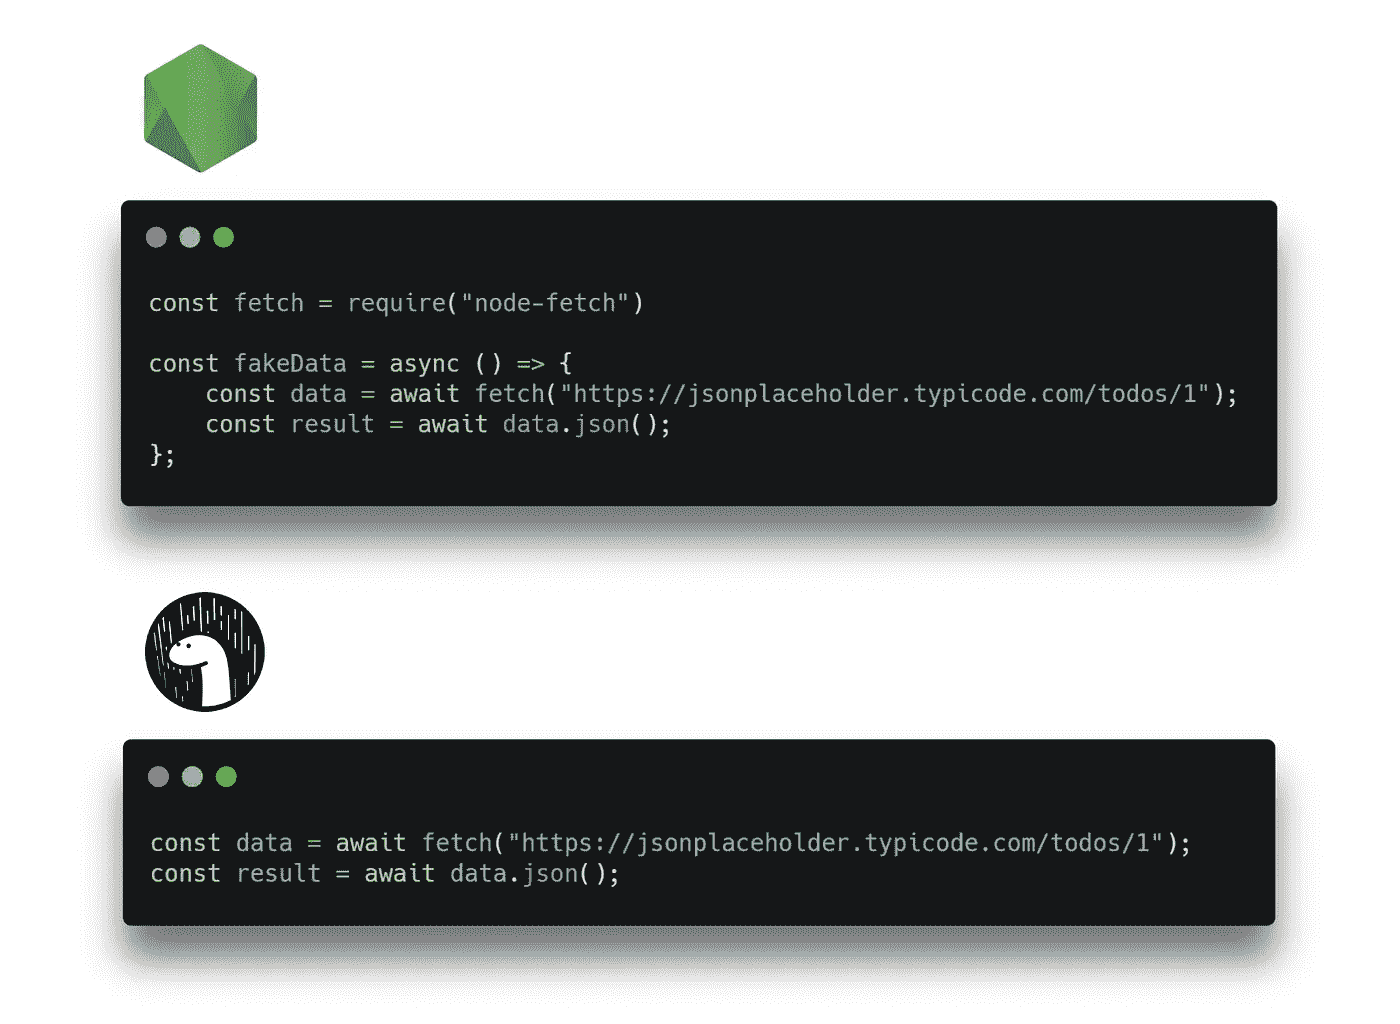 const fetch = require("node-fetch")
const fakeData = async () => {
    const data = await fetch("https://jsonplaceholder.typicode.com/todos/1");
    const result = await data.json();
};
const data = await fetch("https://jsonplaceholder.typicode.com/todos/1");
const result = await data.json();